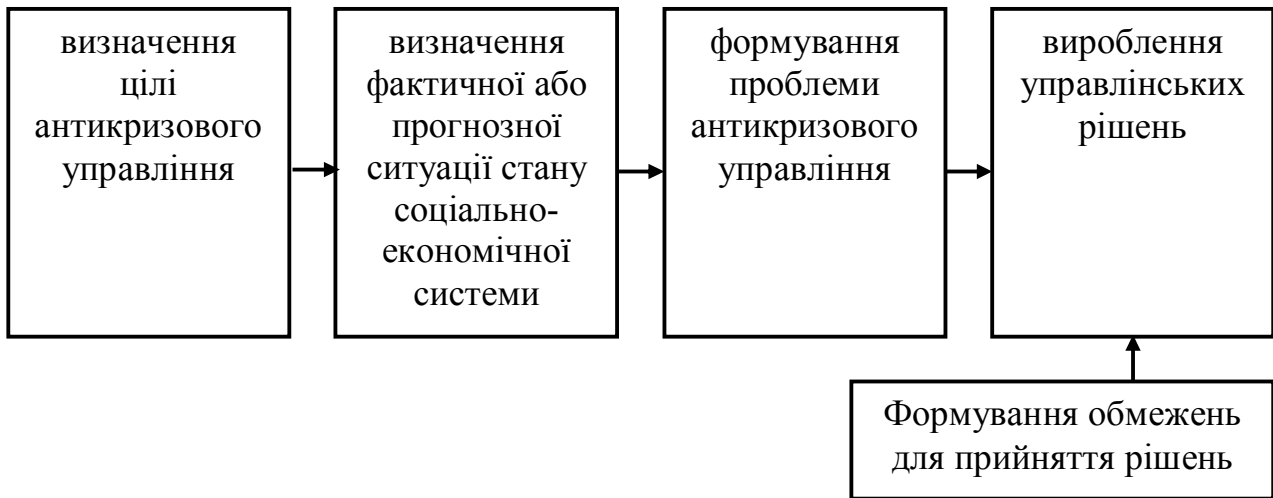 визначення
цілі
антикризового
управління
визначення
фактичної або
прогнозної
ситуації стану
соціально-
економічної
системи
формування
проблеми
антикризового
управління
вироблення
управлінських
рішень
Формування обмежень
для прийняття рішень